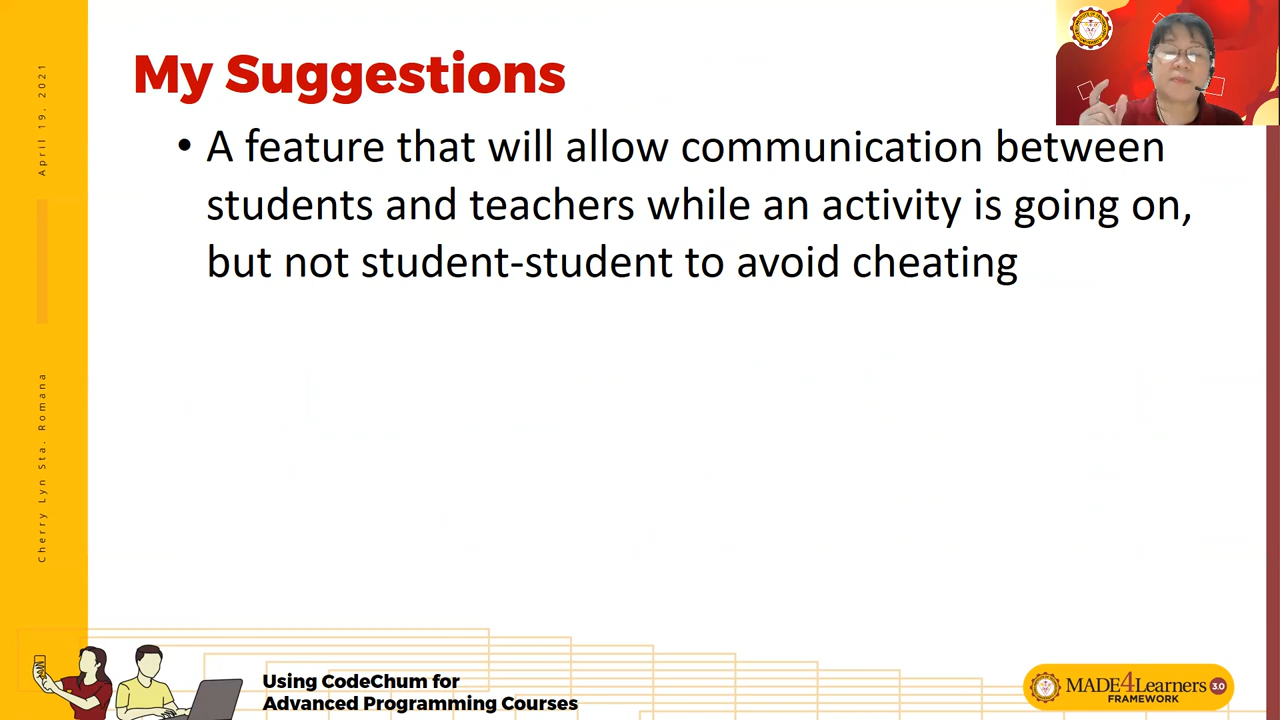 April 19, 2021
Cherry Lyn Sta. Romana
My Suggestions
• A feature that will allow communication between
students and teachers while an activity is going on,
but not student-student to avoid cheating
Using CodeChum for
Advanced Programming Courses
MADE4Learners 3.0
FRAMEWORK